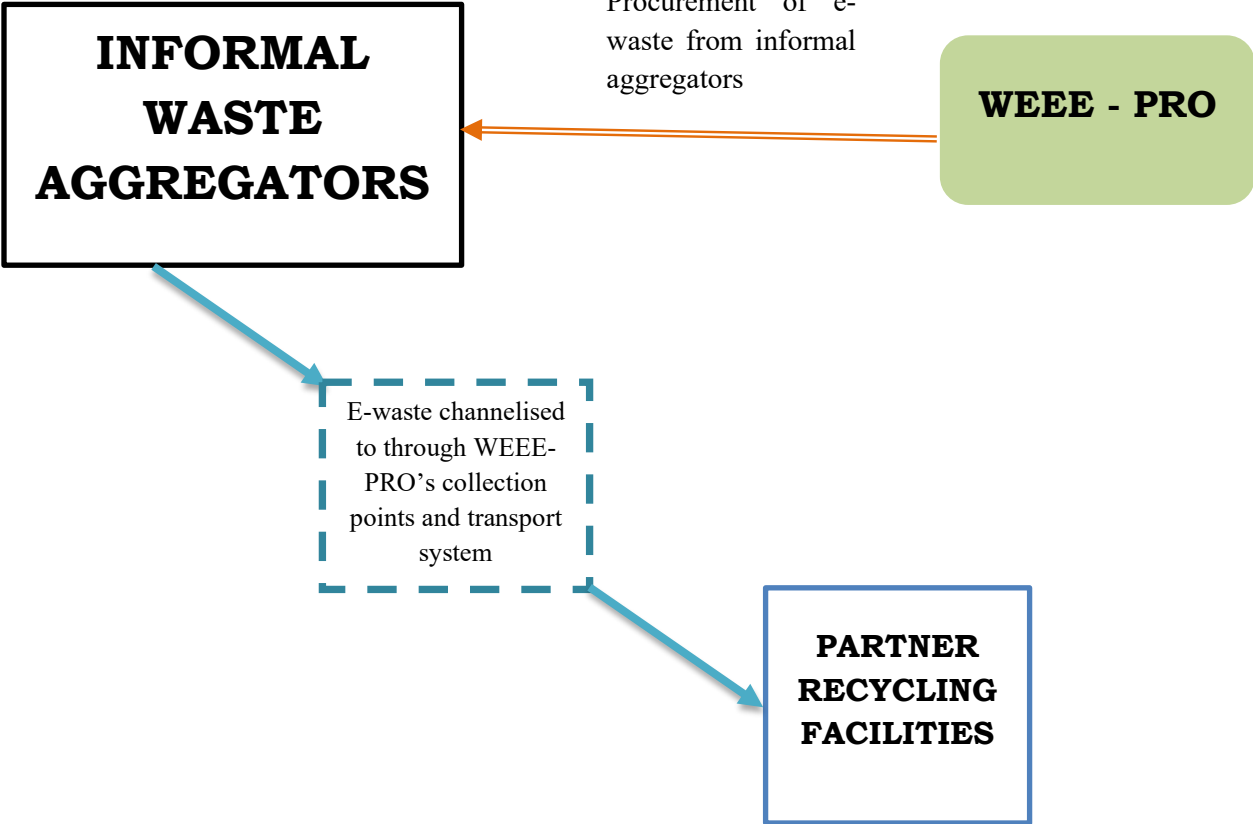 Procurement of e-
waste from informal
aggregators
INFORMAL
WASTE
AGGREGATORS
WEEE - PRO
E-waste channelised
to through WEEE-
PRO’s collection
points and transport
system
PARTNER
RECYCLING
FACILITIES